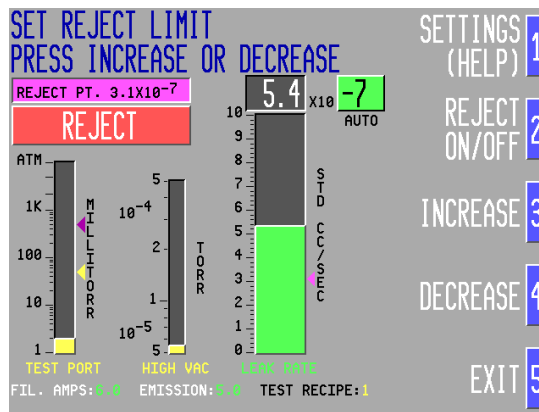 SET REJECT LIMIT
PRESS INCREASE OR DECREASE
REJECT PT. 3.1X10-7
REJECT
5.4 X10 -7
AUTO
ATM
1K
100
10
1
MILLITORR
TEST PORT
5
10-4
2
1
10-5
5
TORR
HIGH VAC
10
9
8
7
6
5
4
3
2
1
0
STD CC/SEC
LEAK RATE
FIL. AMPS:6.0 EMISSION:5.0 TEST RECIPE:1
SETTINGS
(HELP) 1
REJECT
ON/OFF 2
INCREASE 3
DECREASE 4
EXIT 5